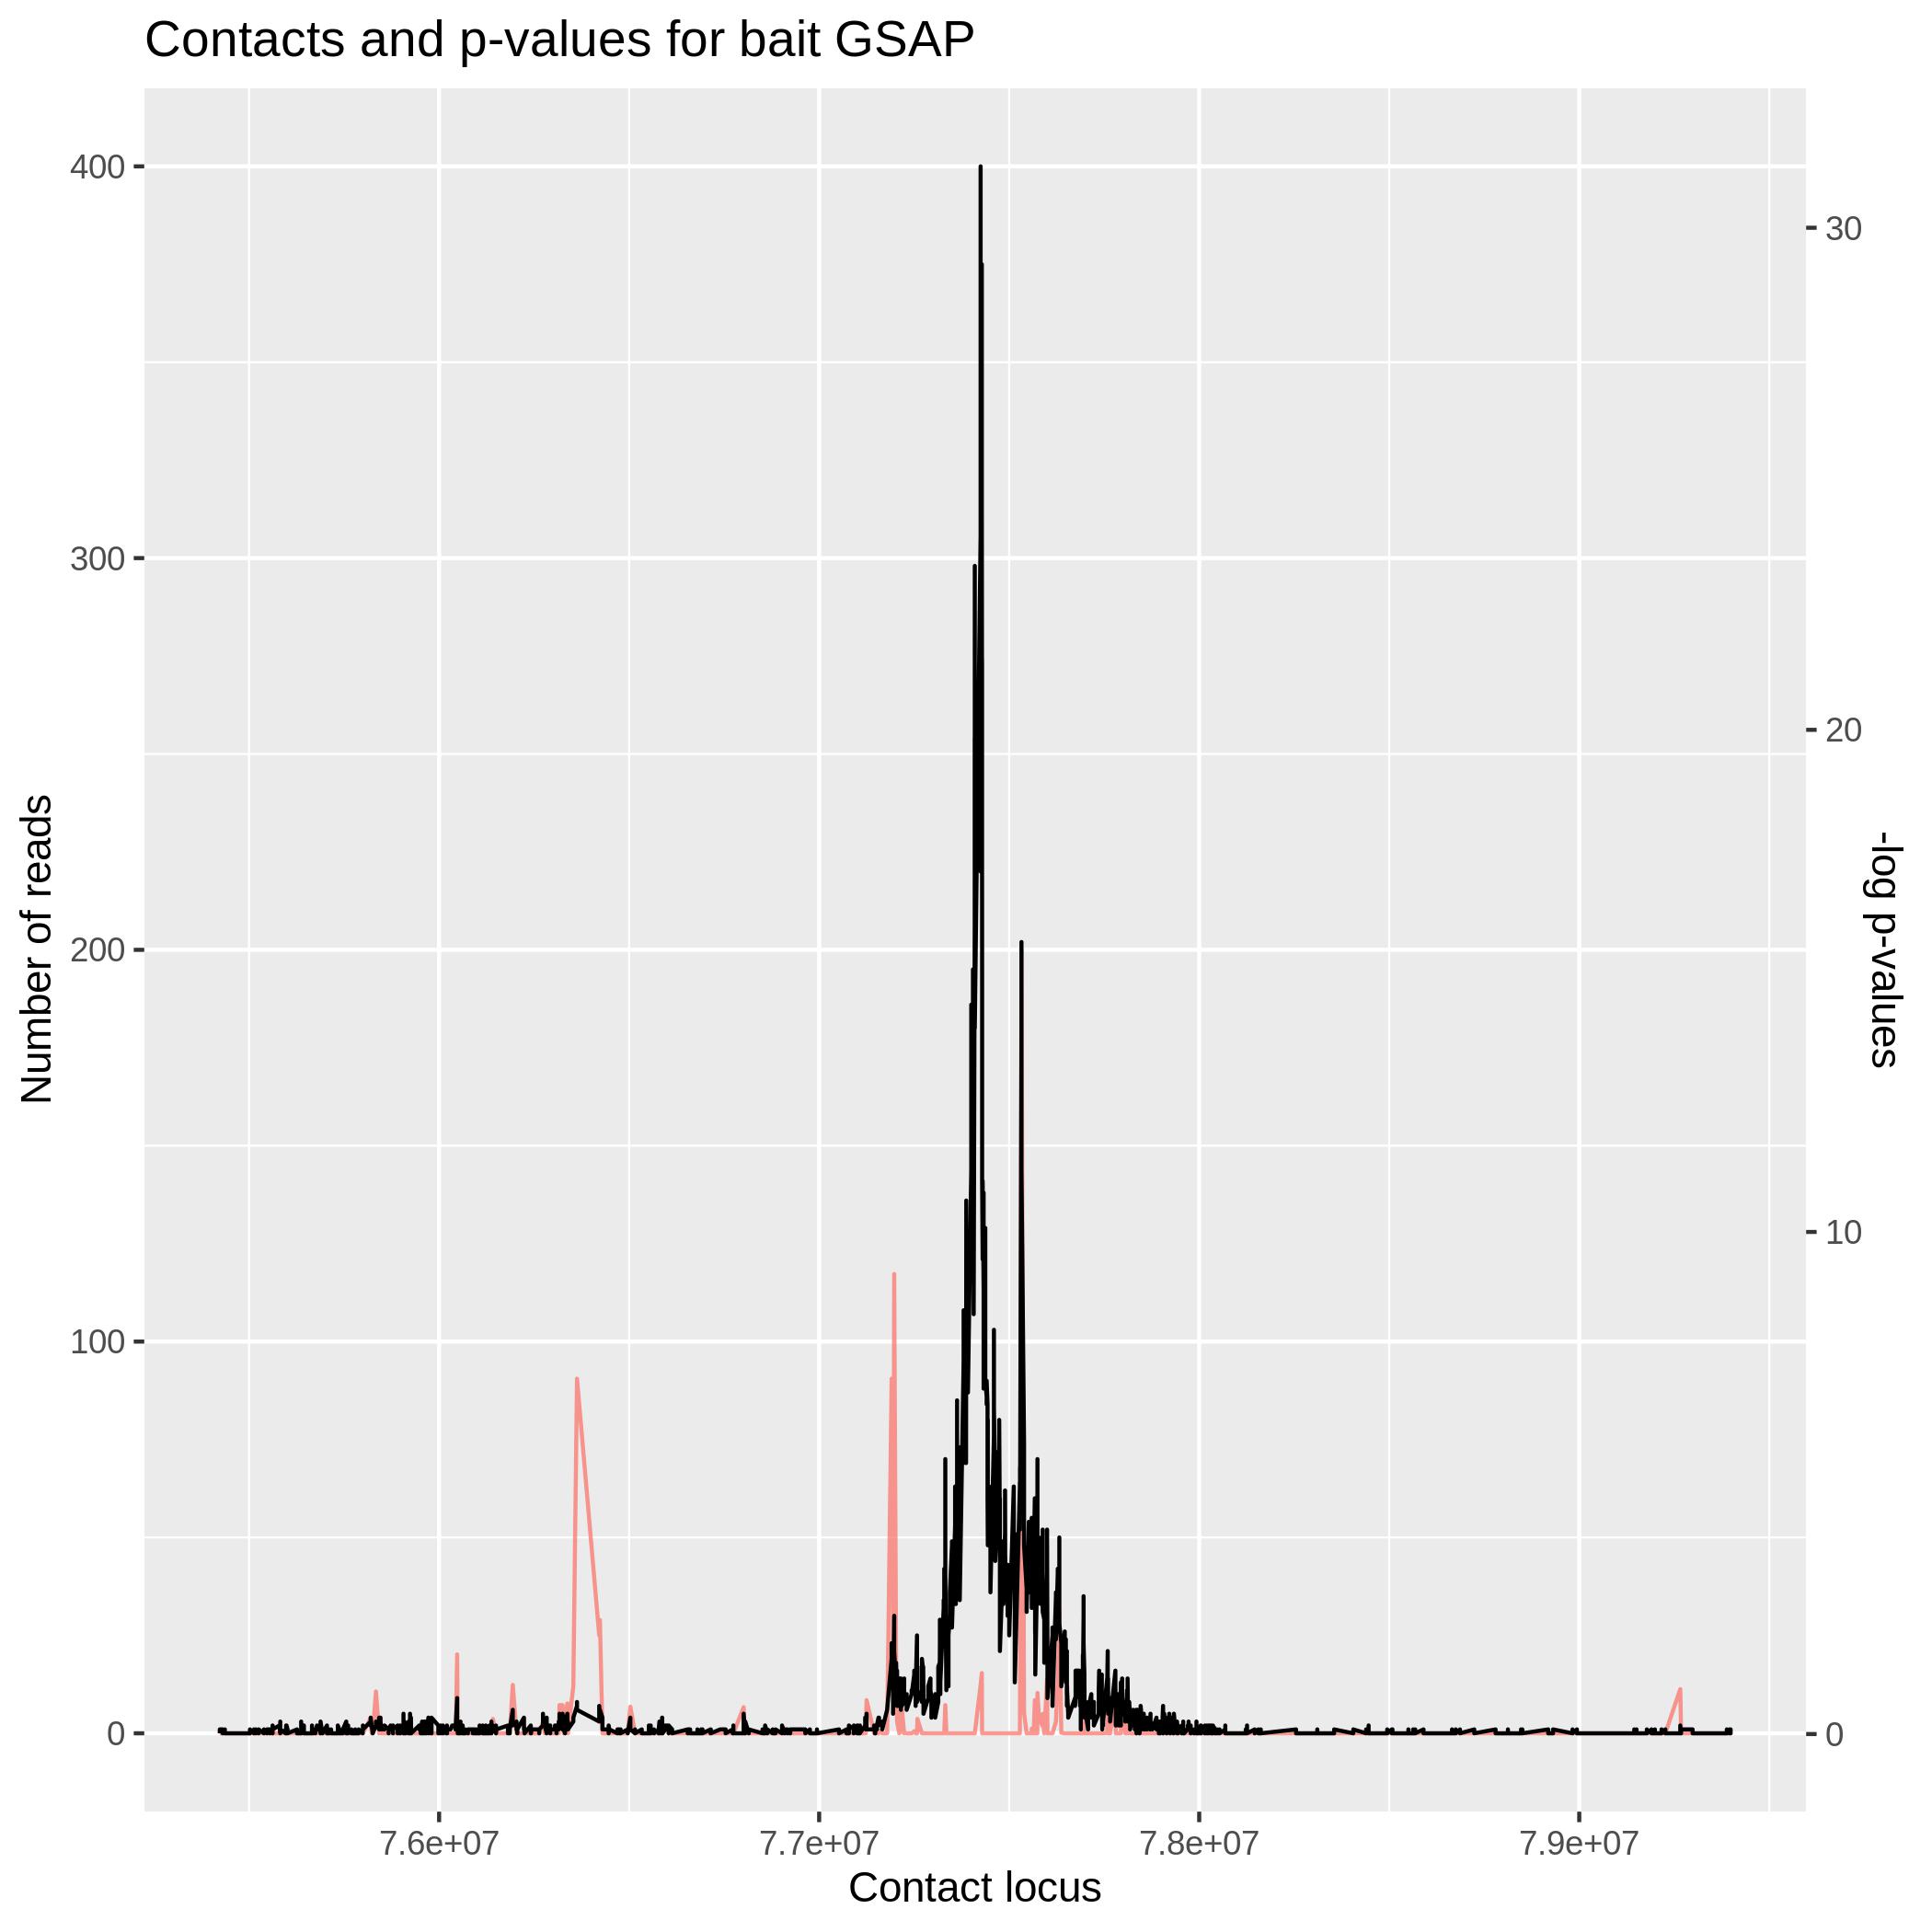 Contacts and p-values for bait GSAP
400
300
200
100
0
Number of reads
30
20
10
0
-log p-values
7.6e+07
7.7e+07
7.8e+07
7.9e+07
Contact locus